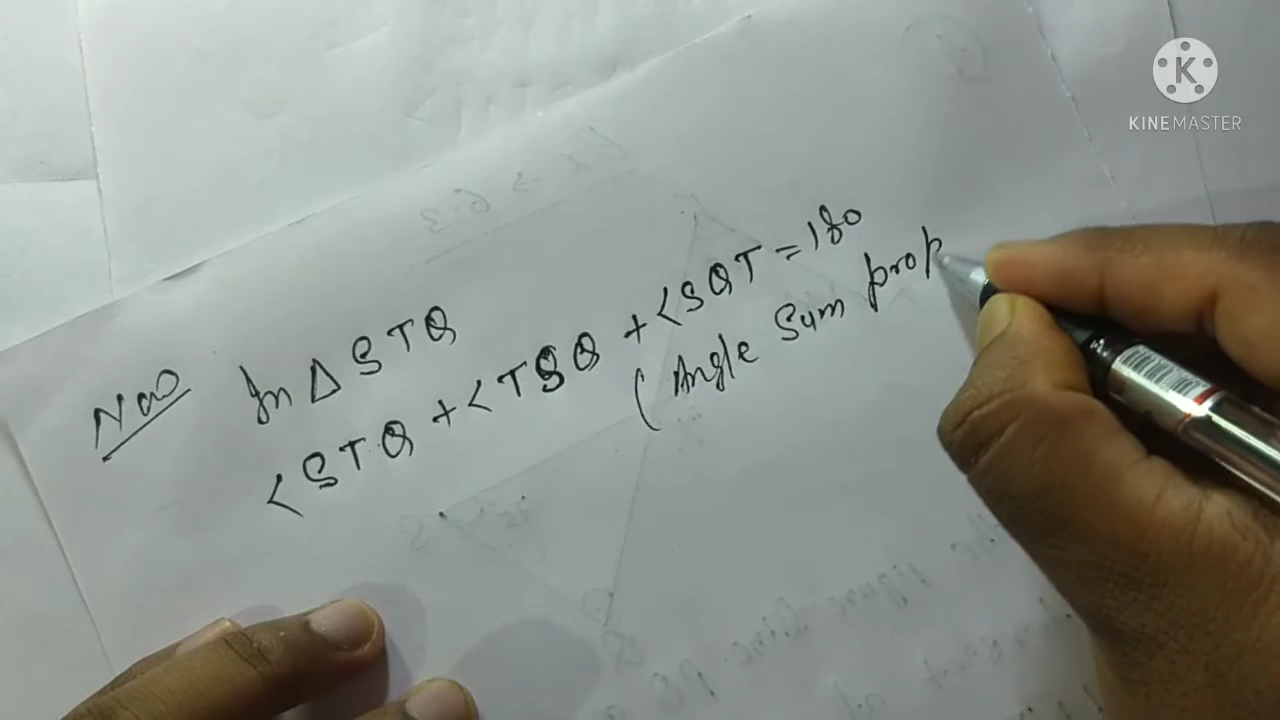 Now In Δ STQ
<STQ + <TSQ + <SQT = 180
( Angle Sum prop
KINEMASTER